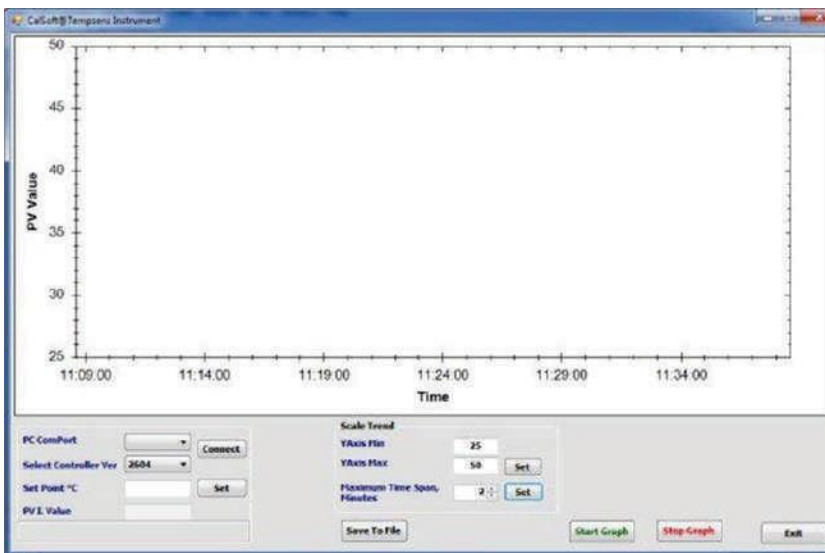 CalSoft@Tempsens Instrument
50
45
40
35
30
25
PV Value
11:09:00 11:14:00 11:19:00 11:24:00 11:29:00 11:34:00
Time
PC ComPort
Connect
Select Controller Ver 2604
Set Point °C Set
PV I. Value
Scale Trend
YAxis Min 25
YAxis Max 50 Set
Maximum Time Span, 2 Set
Minutes
Save To File
Start Graph Stop Graph Exit